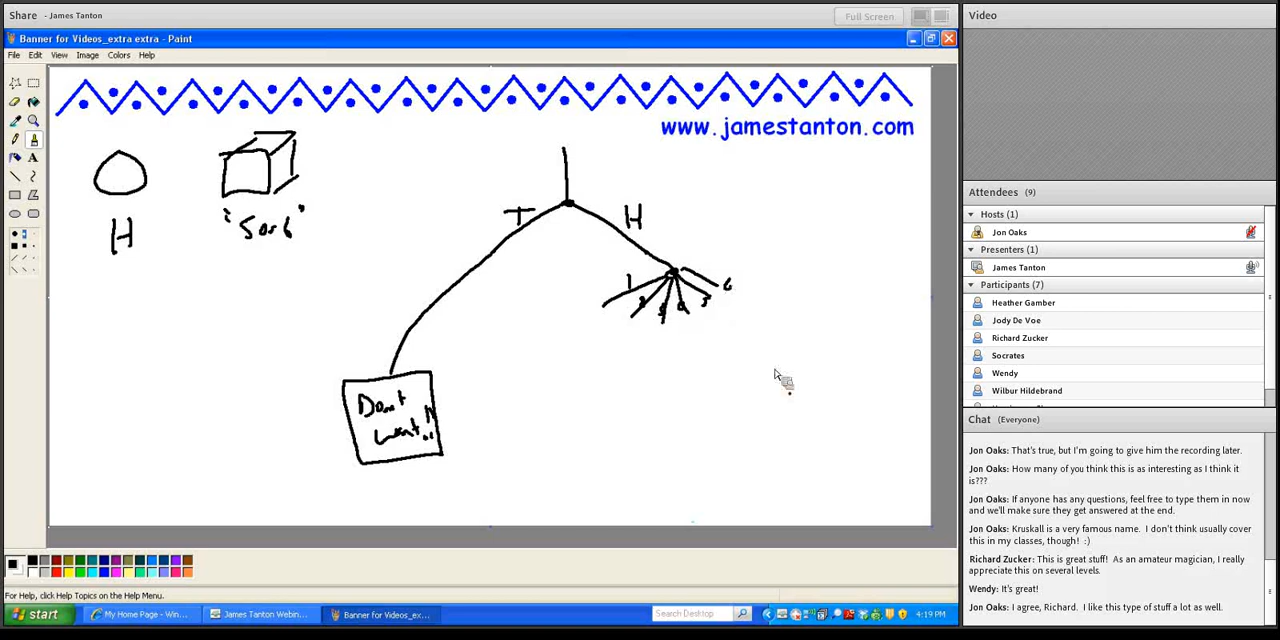 Share - James Tanton
Full Screen
Video
Banner for Videos_extra extra - Paint
File Edit View Image Colors Help
www.jamestanton.com
H
"5 or 6"
T
H
1 2 3 4 5 6
Don't
want!!
For Help, click Help Topics on the Help Menu.
start
My Home Page - Win...
James Tanton Webin...
Banner for Videos_ex...
Search Desktop
4:19 PM
Attendees (9)
Hosts (1)
Jon Oaks
Presenters (1)
James Tanton
Participants (7)
Heather Gamber
Jody De Voe
Richard Zucker
Socrates
Wendy
Wilbur Hildebrand
Chat (Everyone)
Jon Oaks: That's true, but I'm going to give him the recording later.
Jon Oaks: How many of you think this is as interesting as I think it
is???
Jon Oaks: If anyone has any questions, feel free to type them in now
and we'll make sure they get answered at the end.
Jon Oaks: Kruskall is a very famous name. I don't think usually cover
this in my classes, though! :)
Richard Zucker: This is great stuff! As an amateur magician, I really
appreciate this on several levels.
Wendy: It's great!
Jon Oaks: I agree, Richard. I like this type of stuff a lot as well.